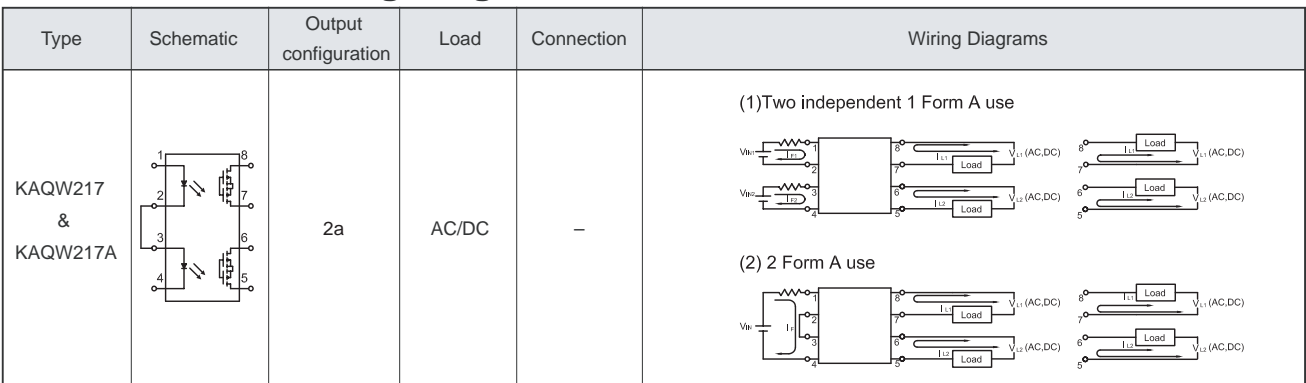 Type
Schematic
Output
configuration
Load
Connection
Wiring Diagrams
KAQW217
&
KAQW217A
1
8
2
7
3
6
4
5
2a
AC/DC
–
(1)Two independent 1 Form A use
VIN1
IF1
1
2
8
7
IL1
Load
VL1 (AC,DC)
8
7
Load
IL1
VL1 (AC,DC)
VIN2
IF2
3
4
6
5
IL2
Load
VL2 (AC,DC)
6
5
Load
IL2
VL2 (AC,DC)
(2) 2 Form A use
VIN
IF
1
2
3
4
8
7
IL1
Load
VL1 (AC,DC)
8
7
Load
IL1
VL1 (AC,DC)
6
5
IL2
Load
VL2 (AC,DC)
6
5
Load
IL2
VL2 (AC,DC)